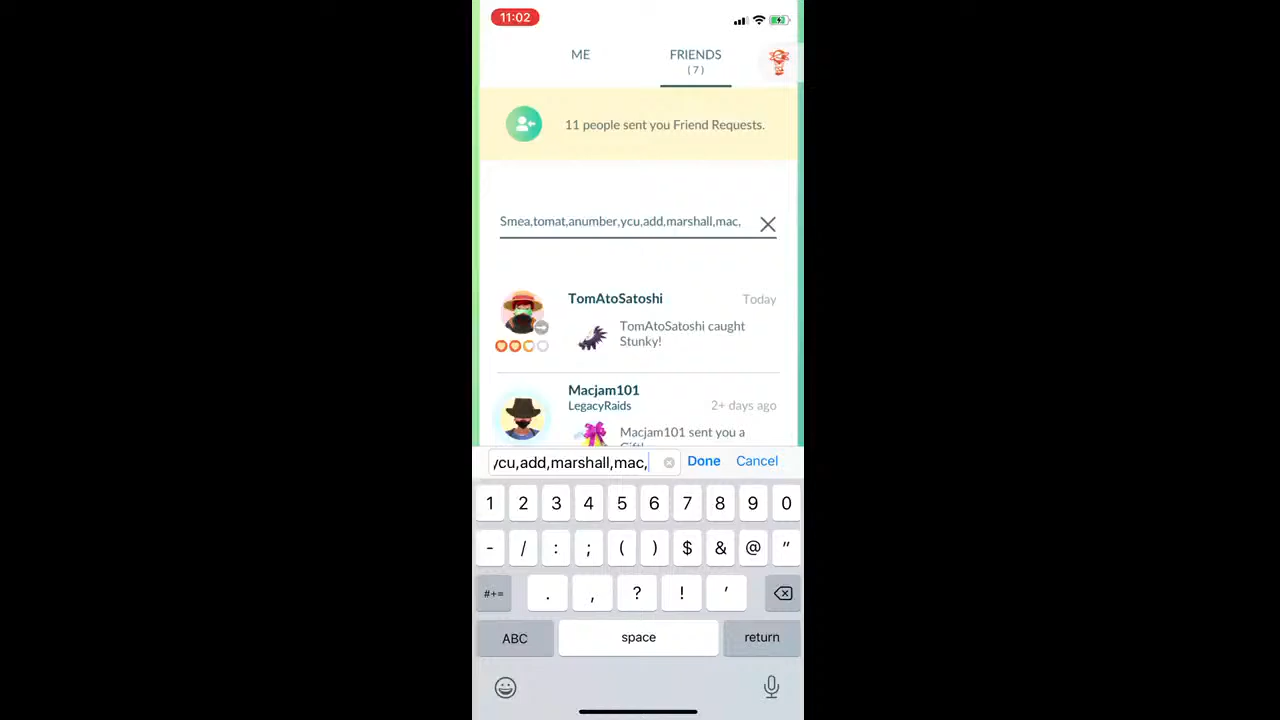 11:02
ME
FRIENDS
(7)
11 people sent you Friend Requests.
Smea,tomat,anumber,ycu,add,marshall,mac,
TomAtoSatoshi
Today
TomAtoSatoshi caught
Stunky!
Macjam101
LegacyRaids
2+ days ago
Macjam101 sent you a
ycu,add,marshall,mac,
Done
Cancel
1 2 3 4 5 6 7 8 9 0
- / : ; ( ) $ & @ "
#+= . , ? ! '
ABC space return